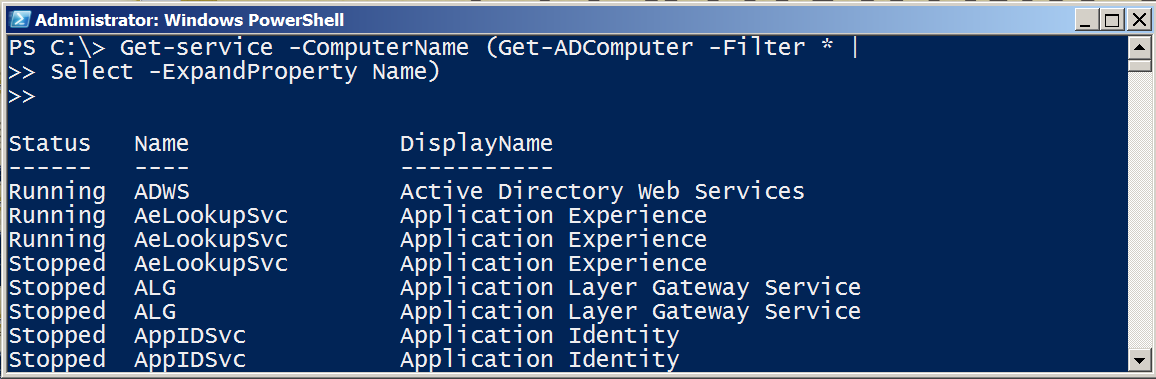 Administrator: Windows PowerShell
PS C:\> Get-service -ComputerName (Get-ADComputer -Filter * |
>> Select -ExpandProperty Name)
>>
Status   Name               DisplayName
------   ----               -----------
Running  ADWS               Active Directory Web Services
Running  AeLookupSvc        Application Experience
Running  AeLookupSvc        Application Experience
Stopped  AeLookupSvc        Application Experience
Stopped  ALG                Application Layer Gateway Service
Stopped  ALG                Application Layer Gateway Service
Stopped  AppIDSvc           Application Identity
Stopped  AppIDSvc           Application Identity